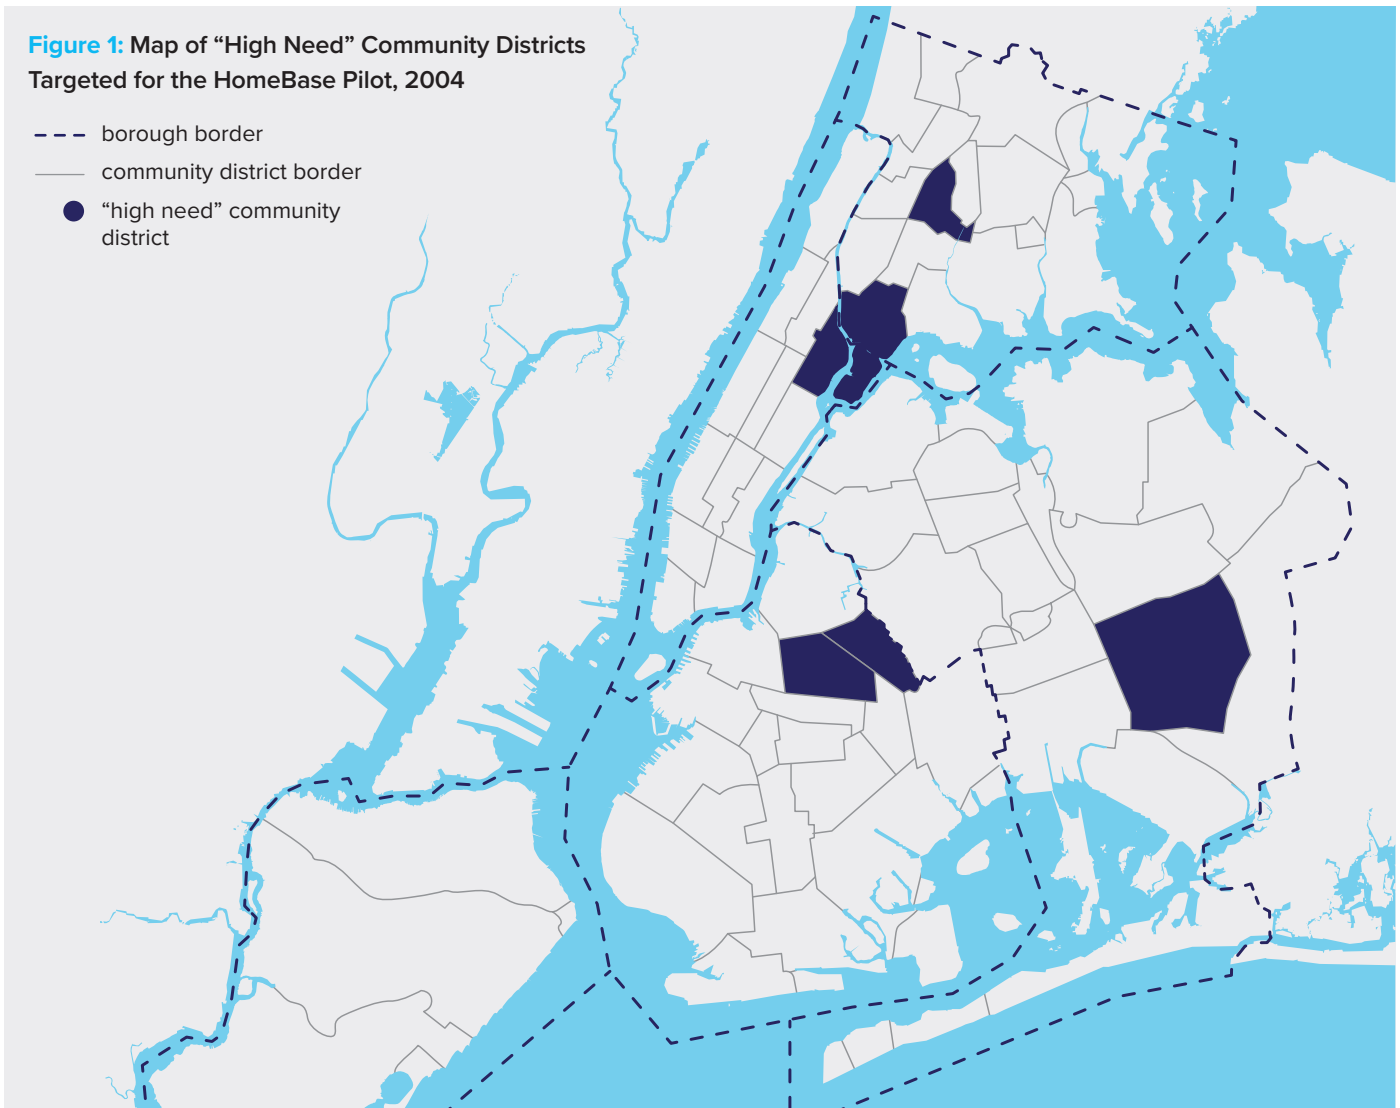 Figure 1: Map of “High Need” Community Districts
Targeted for the HomeBase Pilot, 2004
borough border
community district border
“high need” community
district